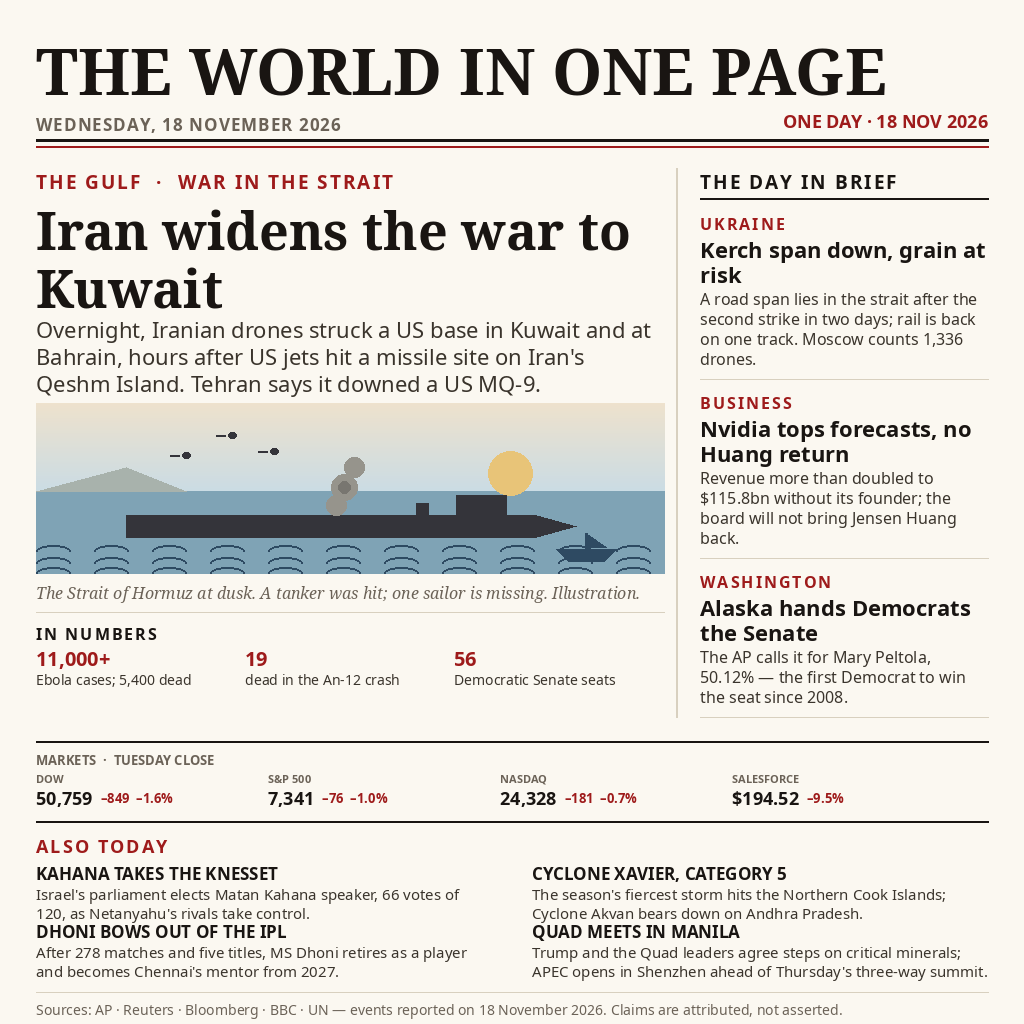 THE WORLD IN ONE PAGE
WEDNESDAY, 18 NOVEMBER 2026
ONE DAY · 18 NOV 2026
THE GULF · WAR IN THE STRAIT
Iran widens the war to
Kuwait
Overnight, Iranian drones struck a US base in Kuwait and at
Bahrain, hours after US jets hit a missile site on Iran's
Qeshm Island. Tehran says it downed a US MQ-9.
The Strait of Hormuz at dusk. A tanker was hit; one sailor is missing. Illustration.
IN NUMBERS
11,000+
Ebola cases; 5,400 dead
19
dead in the An-12 crash
56
Democratic Senate seats
THE DAY IN BRIEF
UKRAINE
Kerch span down, grain at
risk
A road span lies in the strait after the
second strike in two days; rail is back
on one track. Moscow counts 1,336
drones.
BUSINESS
Nvidia tops forecasts, no
Huang return
Revenue more than doubled to
$115.8bn without its founder; the
board will not bring Jensen Huang
back.
WASHINGTON
Alaska hands Democrats
the Senate
The AP calls it for Mary Peltola,
50.12% — the first Democrat to win
the seat since 2008.
MARKETS · TUESDAY CLOSE
DOW
50,759 –849 –1.6%
S&P 500
7,341 –76 –1.0%
NASDAQ
24,328 –181 –0.7%
SALESFORCE
$194.52 –9.5%
ALSO TODAY
KAHANA TAKES THE KNESSET
Israel's parliament elects Matan Kahana speaker, 66 votes of
120, as Netanyahu's rivals take control.
DHONI BOWS OUT OF THE IPL
After 278 matches and five titles, MS Dhoni retires as a player
and becomes Chennai's mentor from 2027.
CYCLONE XAVIER, CATEGORY 5
The season's fiercest storm hits the Northern Cook Islands;
Cyclone Akvan bears down on Andhra Pradesh.
QUAD MEETS IN MANILA
Trump and the Quad leaders agree steps on critical minerals;
APEC opens in Shenzhen ahead of Thursday's three-way summit.
Sources: AP · Reuters · Bloomberg · BBC · UN — events reported on 18 November 2026. Claims are attributed, not asserted.